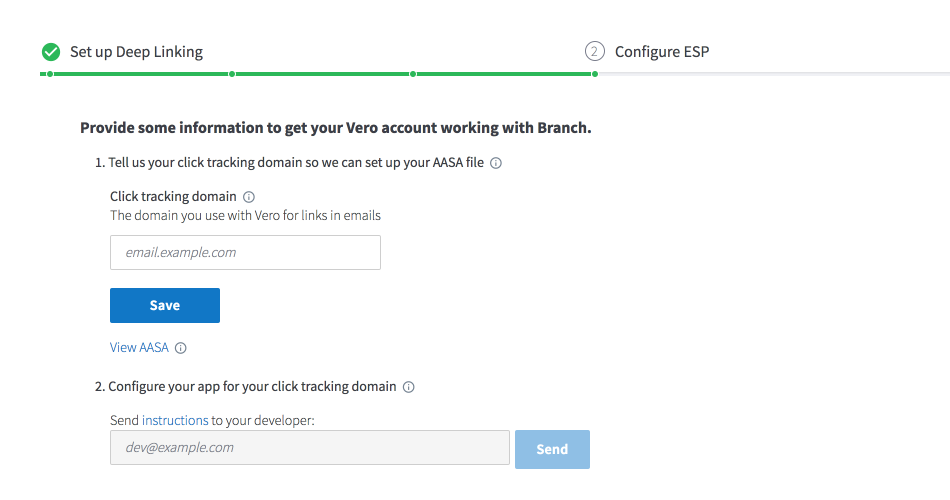 Set up Deep Linking
2 Configure ESP
Provide some information to get your Vero account working with Branch.
1. Tell us your click tracking domain so we can set up your AASA file
Click tracking domain
The domain you use with Vero for links in emails
email.example.com
Save
View AASA
2. Configure your app for your click tracking domain
Send instructions to your developer:
dev@example.com Send